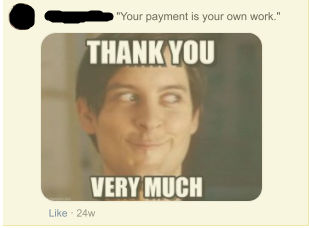 "Your payment is your own work."
THANK YOU
VERY MUCH
Like · 24w